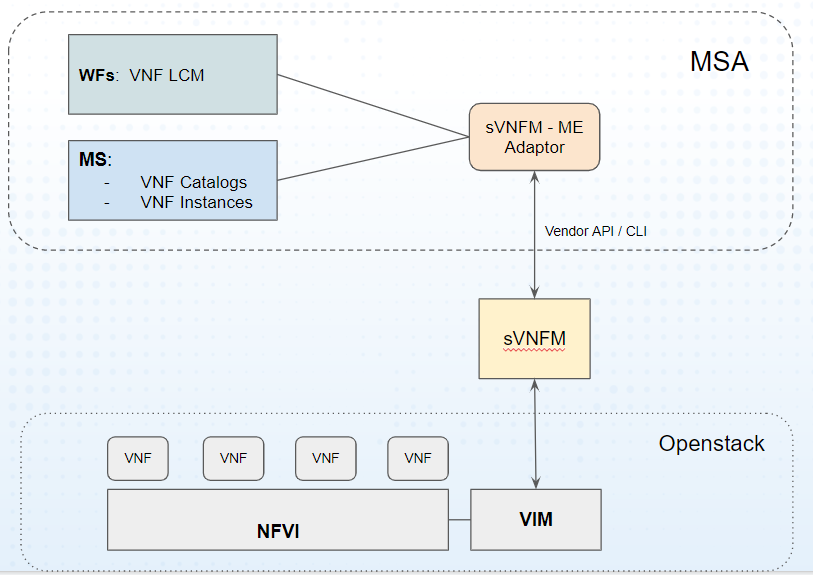 MSA
WFs:  VNF LCM
sVNFM - ME
Adaptor
MS:
- VNF Catalogs
- VNF Instances
Vendor API / CLI
sVNFM
Openstack
VNF
VNF
VNF
VNF
NFVI
VIM